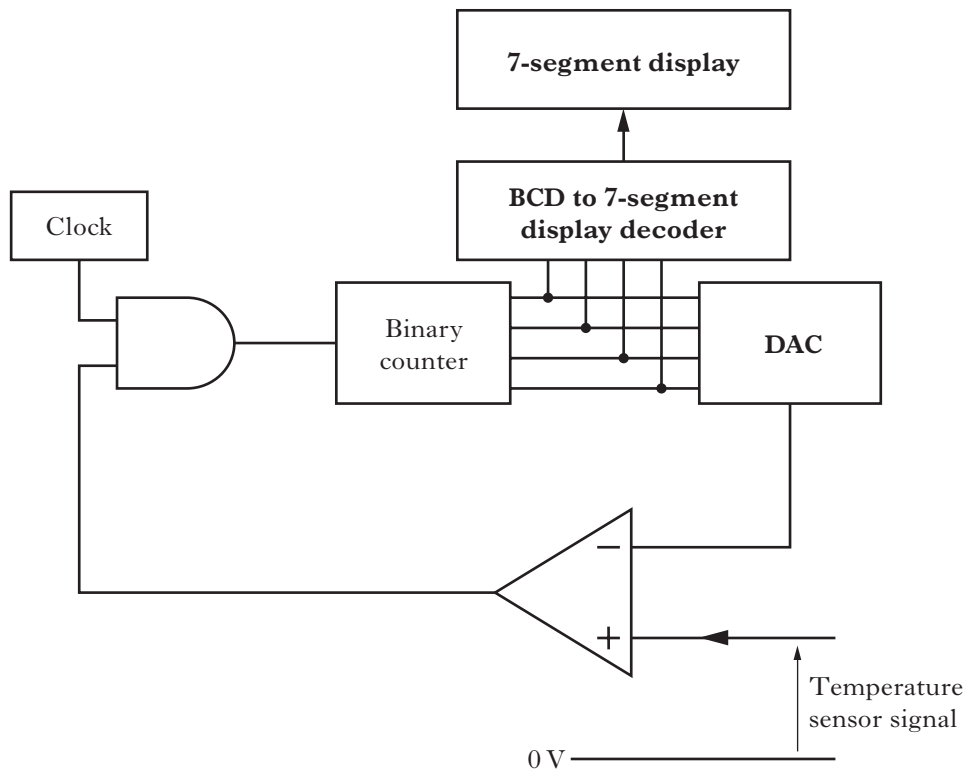 7-segment display
BCD to 7-segment
display decoder
Clock
Binary
counter
DAC
−
+
Temperature
sensor signal
0 V